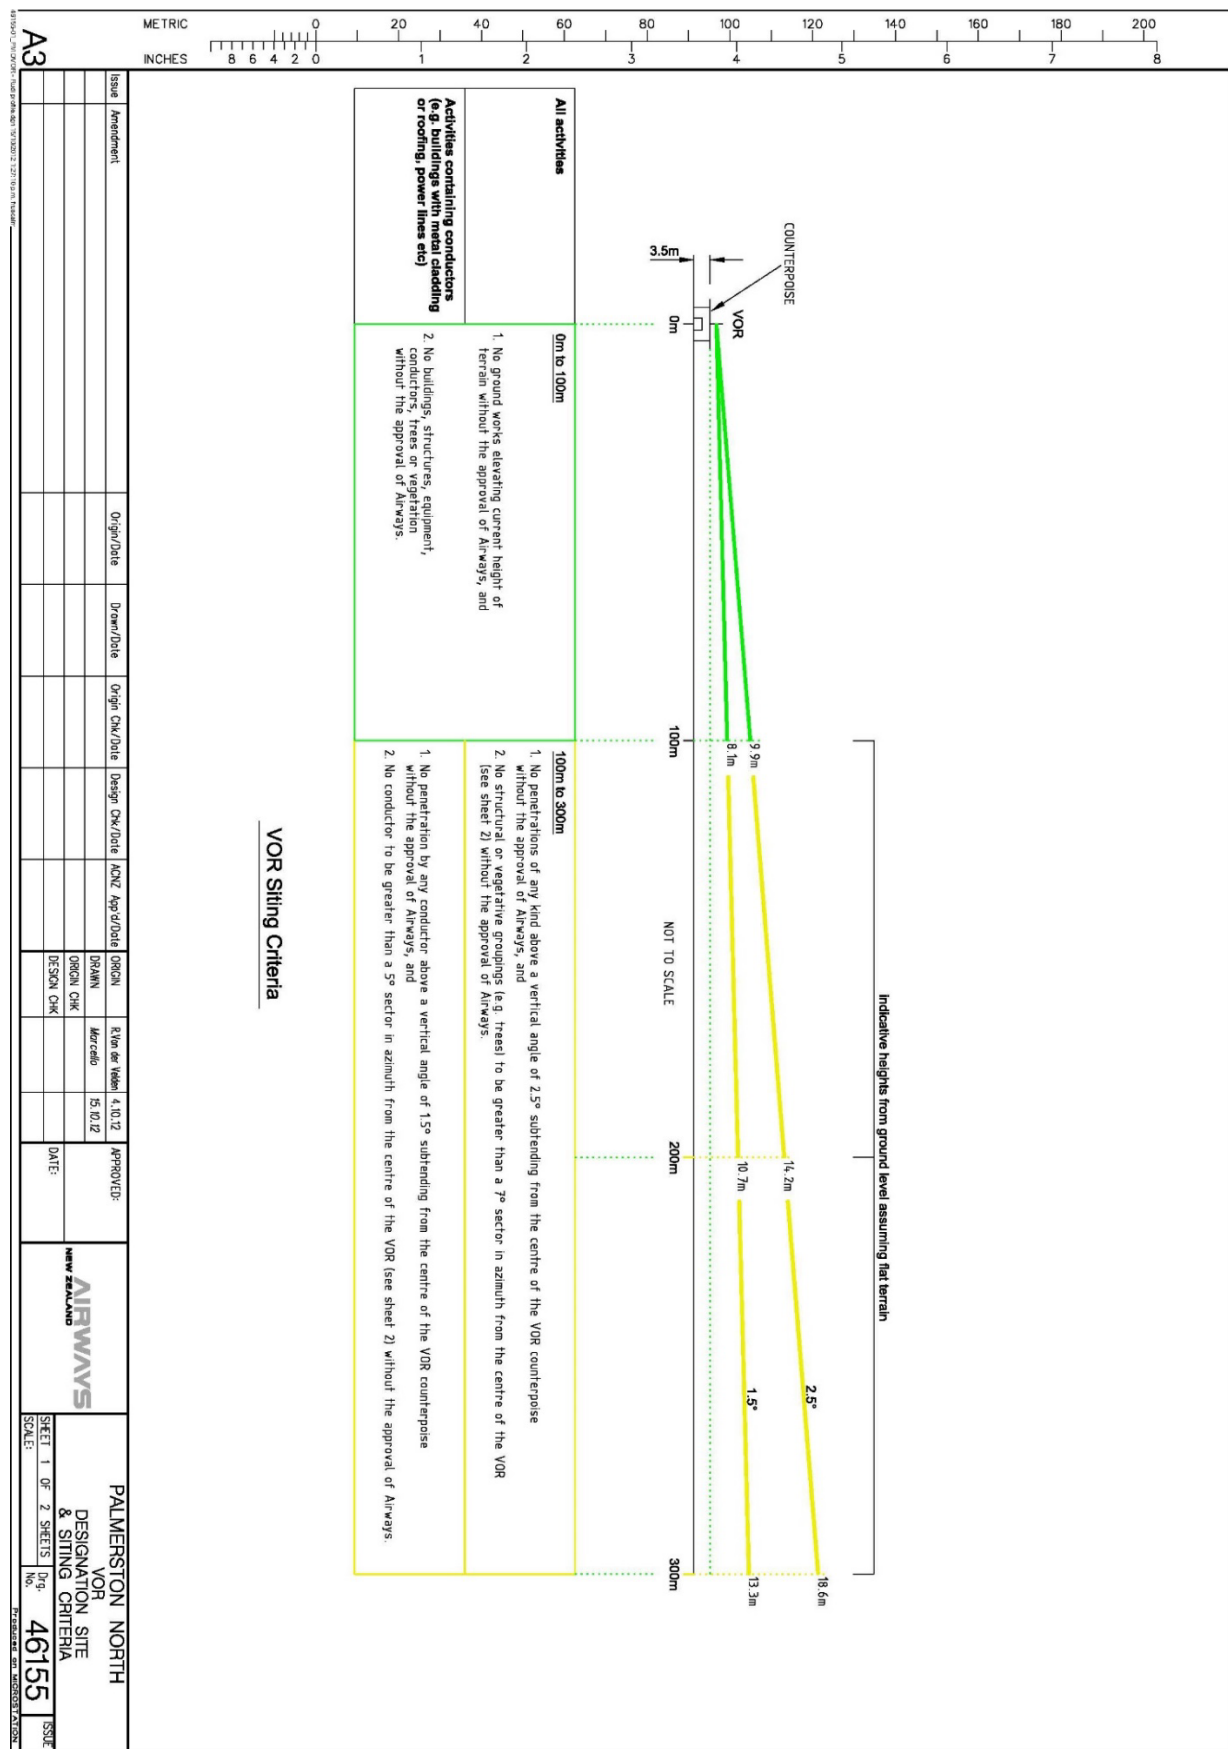 METRIC 0 20 40 60 80 100 120 140 160 180 200
INCHES 8 6 4 2 0 1 2 3 4 5 6 7 8
Indicative heights from ground level assuming flat terrain
COUNTERPOISE
VOR
3.5m
9.9m
8.1m
14.2m
10.7m
2.5°
1.5°
18.6m
13.3m
0m
100m
200m
300m
NOT TO SCALE
All activities
0m to 100m
1. No ground works elevating current height of
terrain without the approval of Airways, and
2. No buildings, structures, equipment,
conductors, trees or vegetation
without the approval of Airways.
100m to 300m
1. No penetrations of any kind above a vertical angle of 2.5° subtending from the centre of the VOR counterpoise
without the approval of Airways, and
2. No structural or vegetative groupings (e.g. trees) to be greater than a 7° sector in azimuth from the centre of the VOR
(see sheet 2) without the approval of Airways.
Activities containing conductors
(e.g. buildings with metal cladding
or roofing, power lines etc)
1. No penetration by any conductor above a vertical angle of 1.5° subtending from the centre of the VOR counterpoise
without the approval of Airways, and
2. No conductor to be greater than a 5° sector in azimuth from the centre of the VOR (see sheet 2) without the approval of Airways.
VOR Siting Criteria
Issue Amendment Origin/Date Drawn/Date Origin Chk/Date Design Chk/Date ACNZ App'd/Date
ORIGIN R.Van der Velden 4.10.12
DRAWN Marcello 15.10.12
ORIGIN CHK
DESIGN CHK
APPROVED:
DATE:
AIRWAYS
NEW ZEALAND
PALMERSTON NORTH
VOR
DESIGNATION SITE
& SITING CRITERIA
SHEET 1 OF 2 SHEETS
SCALE:
Drg. No. 46155
ISSUE
A3
Produced on MICROSTATION